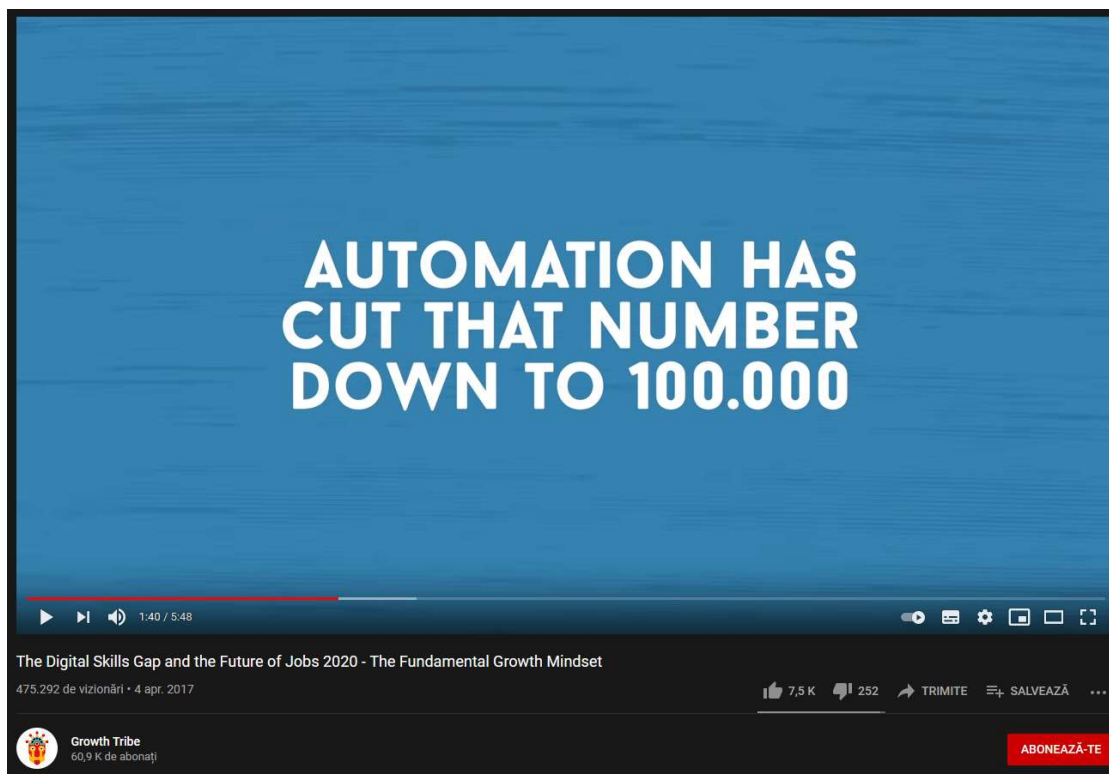 AUTOMATION HAS
CUT THAT NUMBER
DOWN TO 100.000
1:40 / 5:48
The Digital Skills Gap and the Future of Jobs 2020 - The Fundamental Growth Mindset
475.292 de vizionări • 4 apr. 2017
7,5 K 252 TRIMITE SALVEAZĂ
Growth Tribe
60,9 K de abonați
ABONEAZĂ-TE